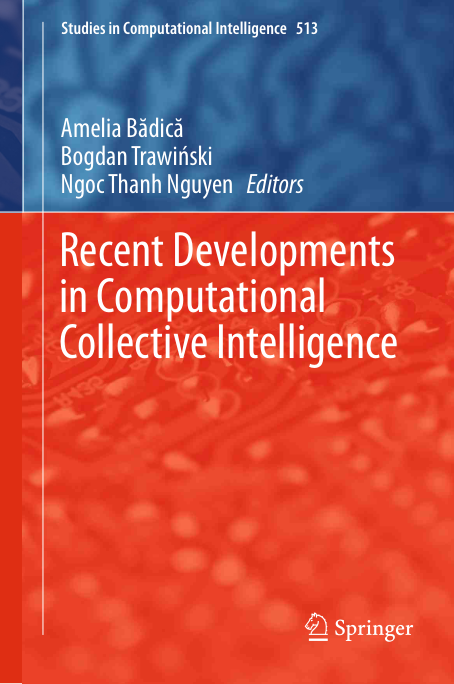 Studies in Computational Intelligence 513
Amelia Bădică
Bogdan Trawiński
Ngoc Thanh Nguyen Editors
Recent Developments
in Computational
Collective Intelligence
Springer